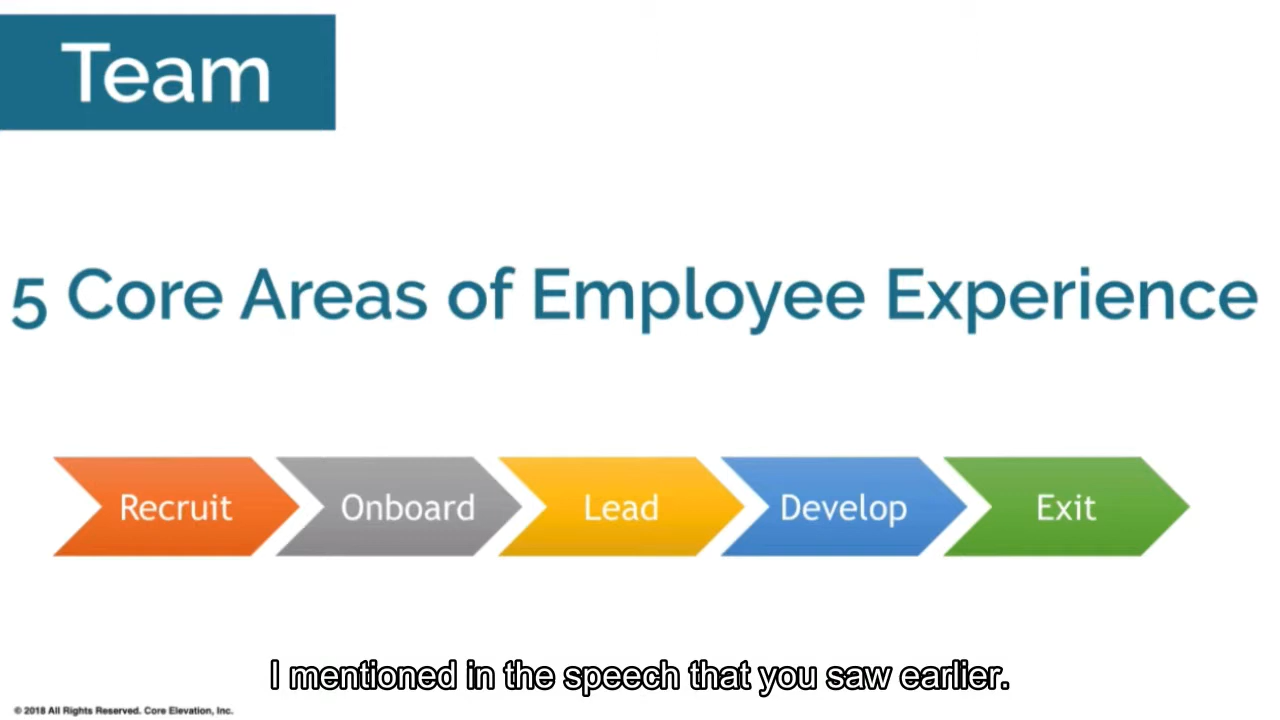 Team
5 Core Areas of Employee Experience
Recruit Onboard Lead Develop Exit
I mentioned in the speech that you saw earlier.
© 2018 All Rights Reserved. Core Elevation, Inc.